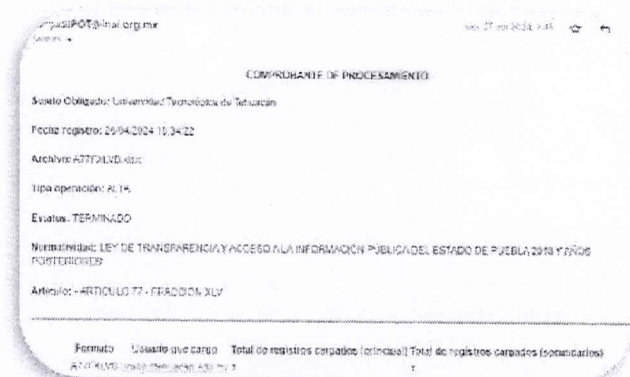 COMPROBANTE DE PROCESAMIENTO
Sujeto Obligado: Universidad Tecnológica de Tehuacán
Fecha registro: 26/04/2024
Archivo:
Tipo operación: ALTA
Estatus: TERMINADO
Normatividad: LEY DE TRANSPARENCIA Y ACCESO A LA INFORMACIÓN PÚBLICA DEL ESTADO DE PUEBLA 2018 Y AÑOS
POSTERIORES
Artículo: - ARTICULO 77 - FRACCION XLV
Formato Usuario que cargo Total de registros cargados (principal) Total de registros cargados (secundarios)